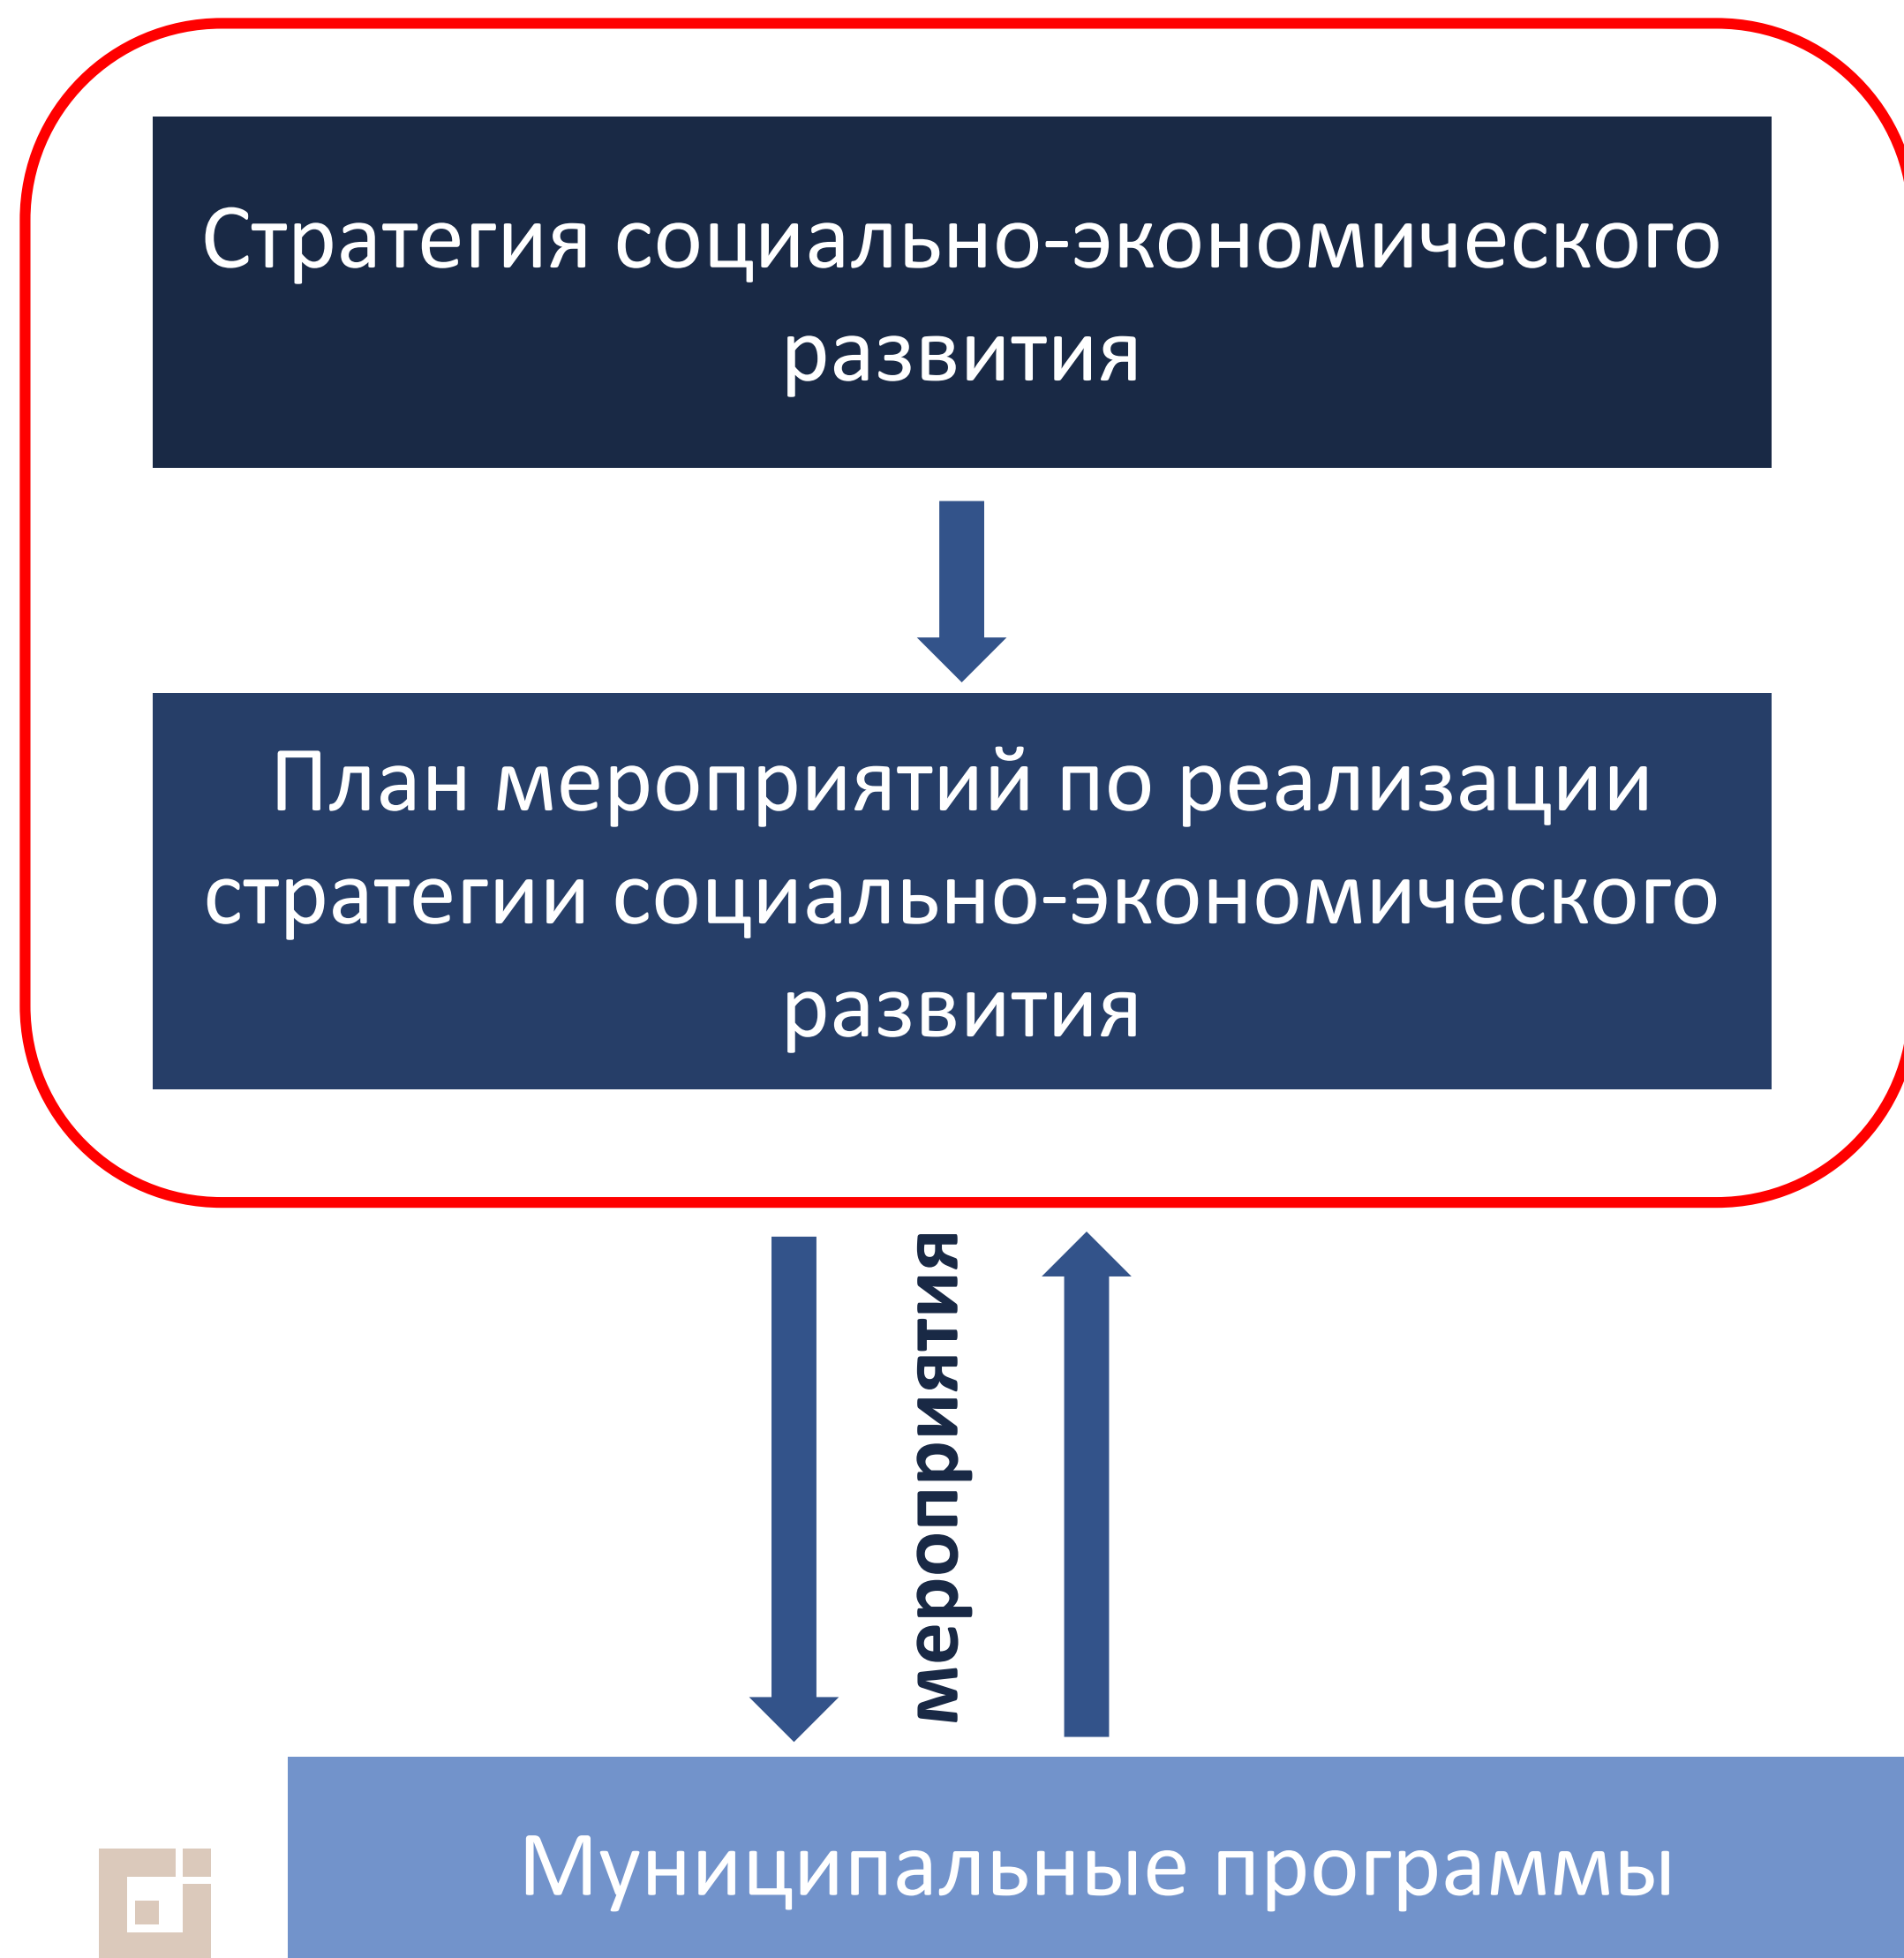 Стратегия социально-экономического
развития
План мероприятий по реализации
стратегии социально-экономического
развития
мероприятия
Муниципальные программы